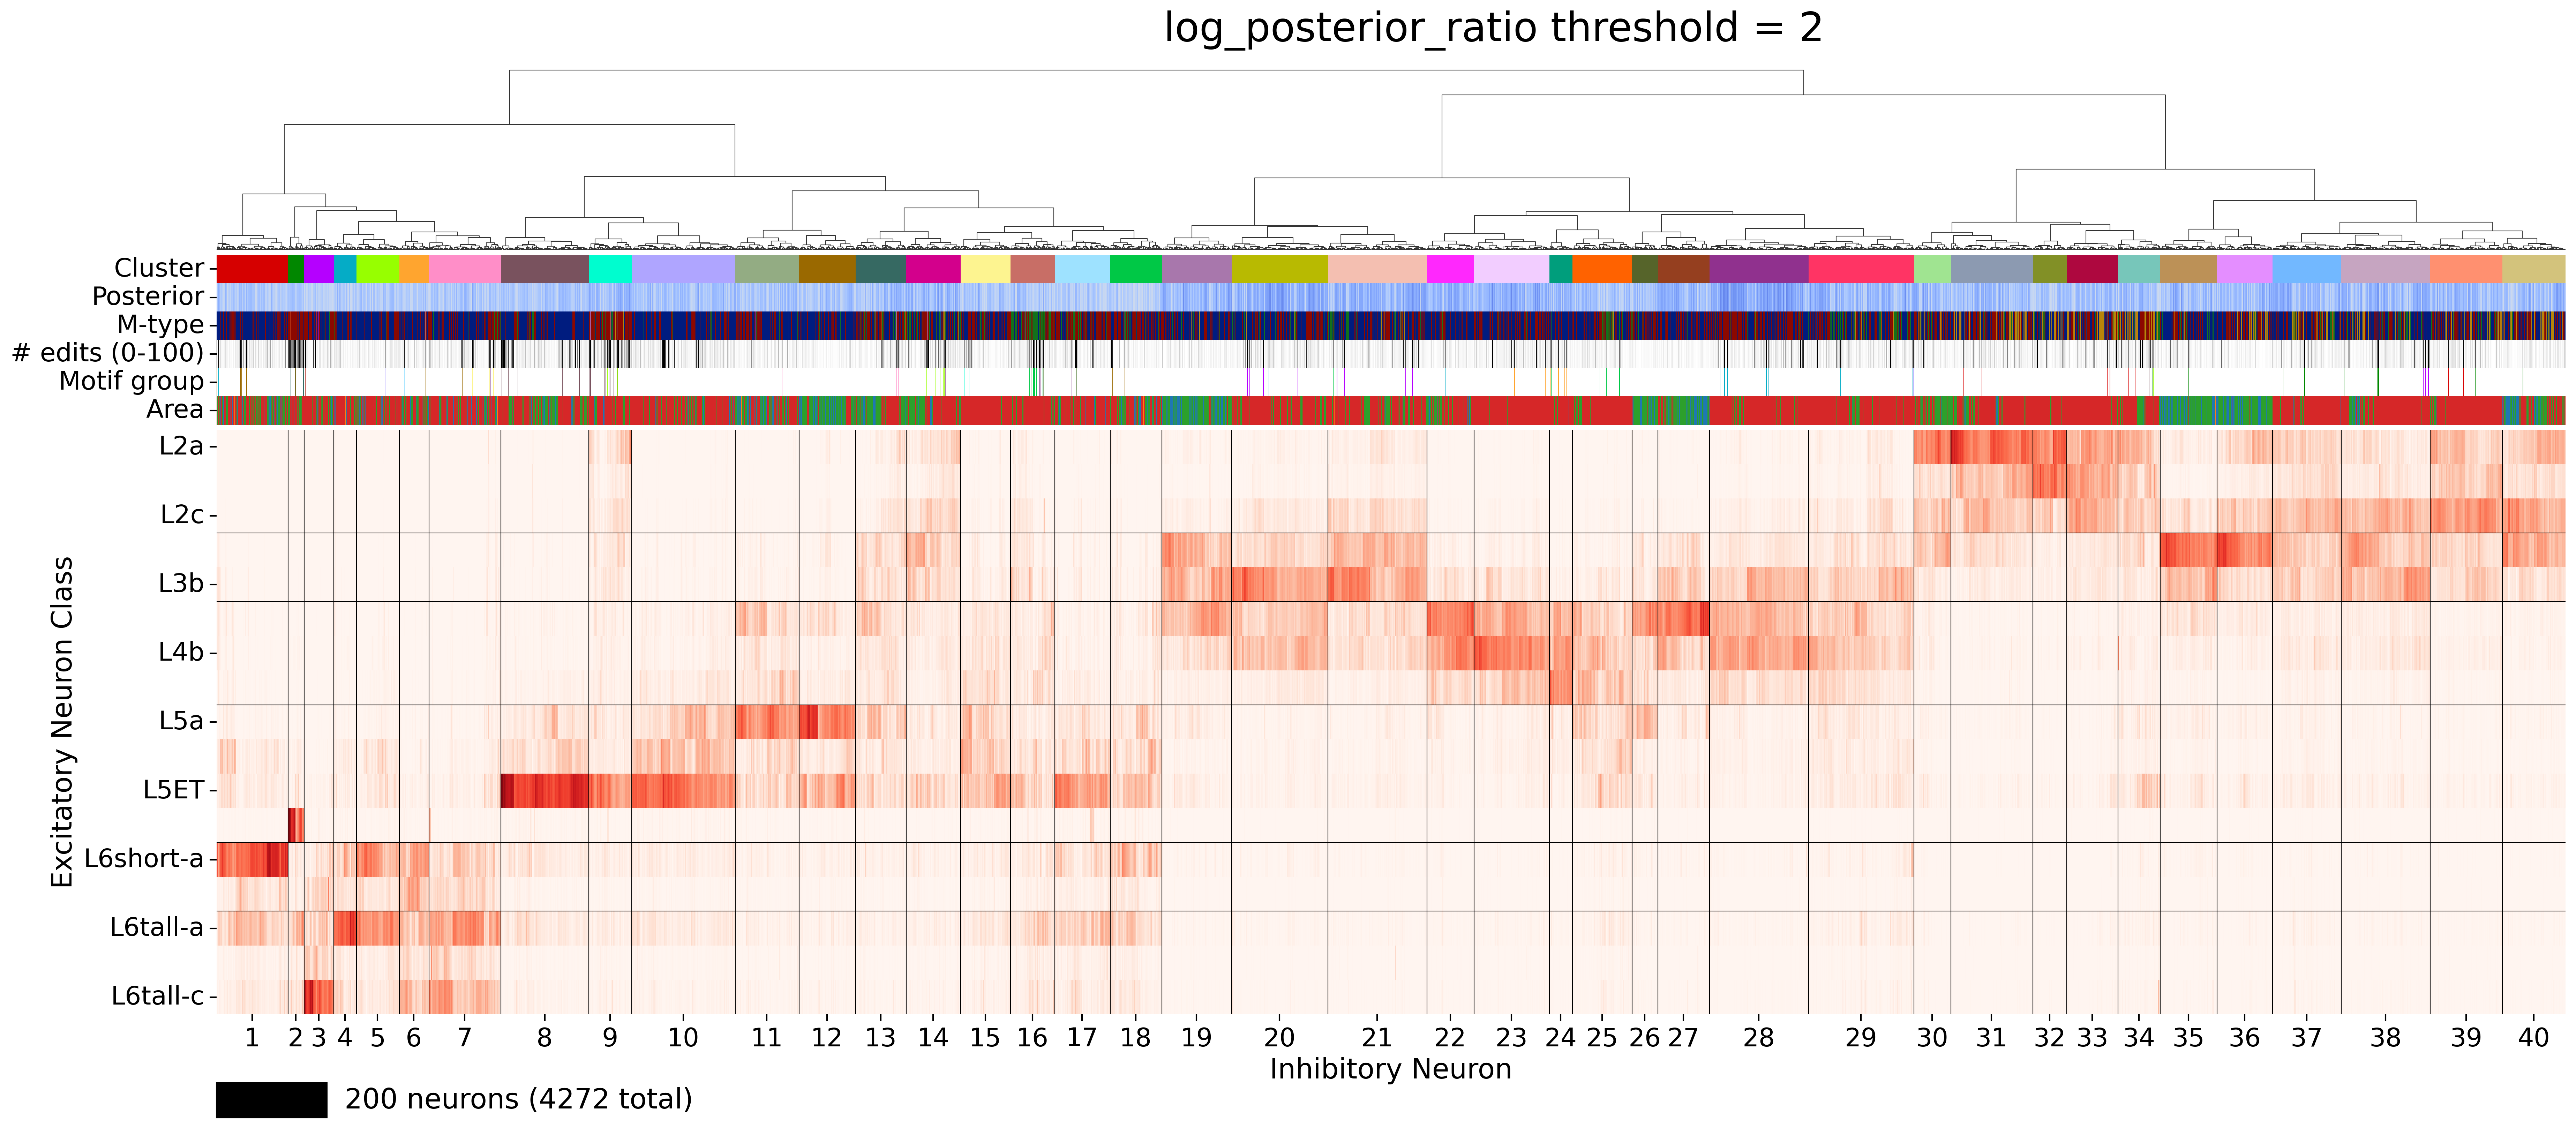 log_posterior_ratio threshold = 2
Cluster
Posterior
M-type
# edits (0-100)
Motif group
Area
L2a
L2c
L3b
L4b
L5a
L5ET
L6short-a
L6tall-a
L6tall-c
Excitatory Neuron Class
1 2 3 4 5 6 7 8 9 10 11 12 13 14 15 16 17 18 19 20 21 22 23 24 25 26 27 28 29 30 31 32 33 34 35 36 37 38 39 40
Inhibitory Neuron
200 neurons (4272 total)